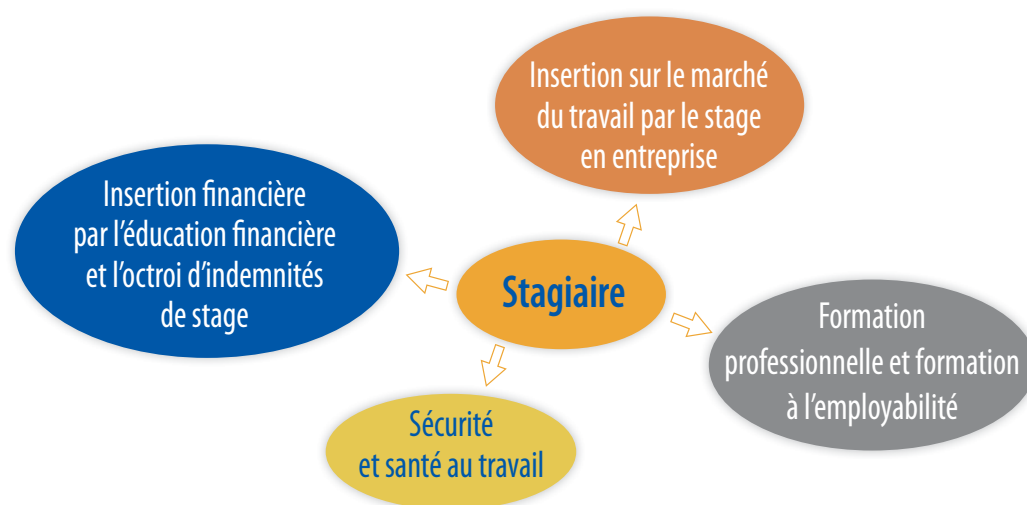 Insertion sur le marché
du travail par le stage
en entreprise
Insertion financière
par l'éducation financière
et l'octroi d'indemnités
de stage
Stagiaire
Formation
professionnelle et formation
à l'employabilité
Sécurité
et santé au travail